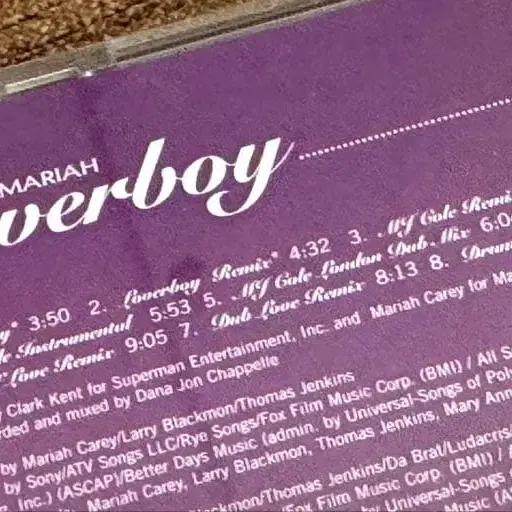 MARIAH
verboy
y* 3:50 2. Loverboy Remix* 4:32 3. MJ Cole Remix
Instrumental 5:53 5. MJ Cole London Dub Mix 6:0
Love Remix 9:05 7. Dub Love Remix 8:13 8. Drums
Clark Kent for Superman Entertainment, Inc. and Mariah Carey for Ma
rded and mixed by Dana Jon Chappelle
by Mariah Carey/Larry Blackmon/Thomas Jenkins
by Sony/ATV Songs LLC/Rye Songs/Fox Film Music Corp. (BMI) / All S
, Inc.) (ASCAP)/Better Days Music (admin. by Universal-Songs of Pol
Mariah Carey, Larry Blackmon, Thomas Jenkins, Mary Ann
Blackmon/Thomas Jenkins/Da Brat/Ludacris
Fox Film Music Corp. (BMI) /
by Universal-Songs
Music (A